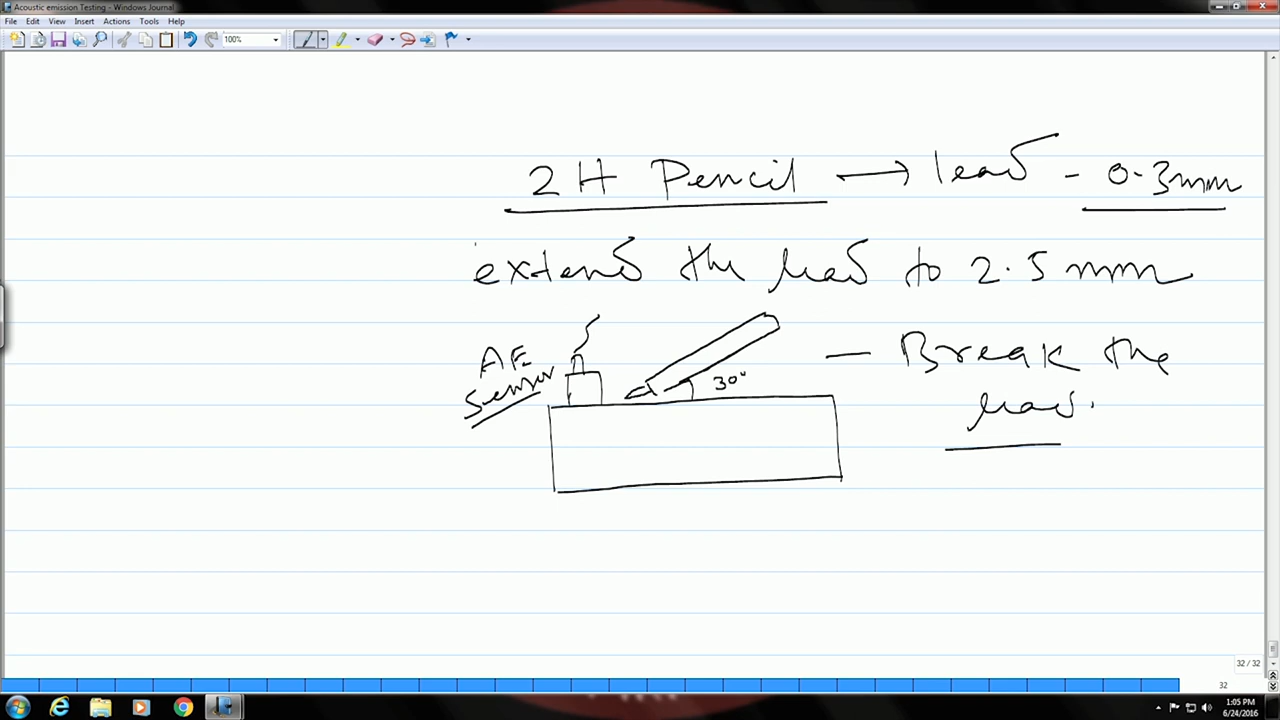 Acoustic emission Testing - Windows Journal
File Edit View Insert Actions Tools Help
100%
2H Pencil → lead - 0.3mm
extend the lead to 2.5 mm
AE
sensor
30°
— Break the
lead.
32 / 32
32
1:05 PM
6/24/2016